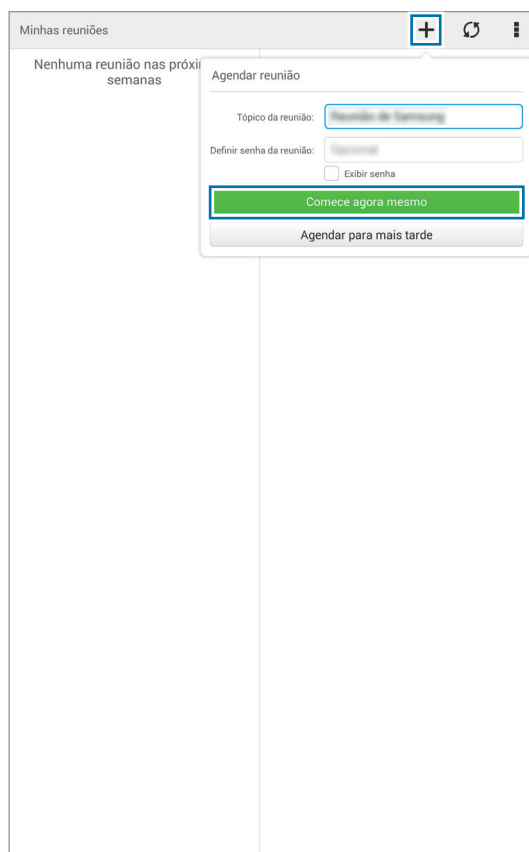 Minhas reuniões
Nenhuma reunião nas
semanas
Agendar reunião
Tópico da reunião:
Definir senha da reunião:
Exibir senha
Comece agora mesmo
Agendar para mais tarde